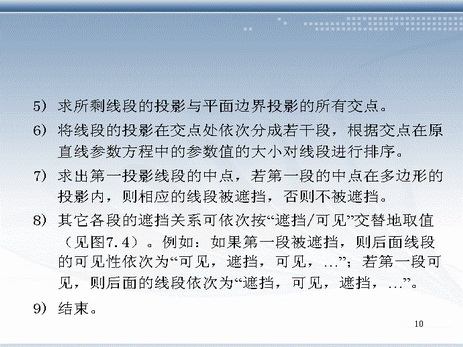 5) 求所剩线段的投影与平面边界投影的所有交点。
6) 将线段的投影在交点处依次分成若干段，根据交点在原
直线参数方程中的参数值的大小对线段进行排序。
7) 求出第一投影线段的中点，若第一段的中点在多边形的
投影内，则相应的线段被遮挡，否则不被遮挡。
8) 其它各段的遮挡关系可依次按“遮挡/可见”交替地取值
（见图7.4）。例如：如果第一段被遮挡，则后面线段
的可见性依次为“可见，遮挡，可见，…”；若第一段可
见，则后面的线段依次为“遮挡，可见，遮挡，…”。
9) 结束。
10